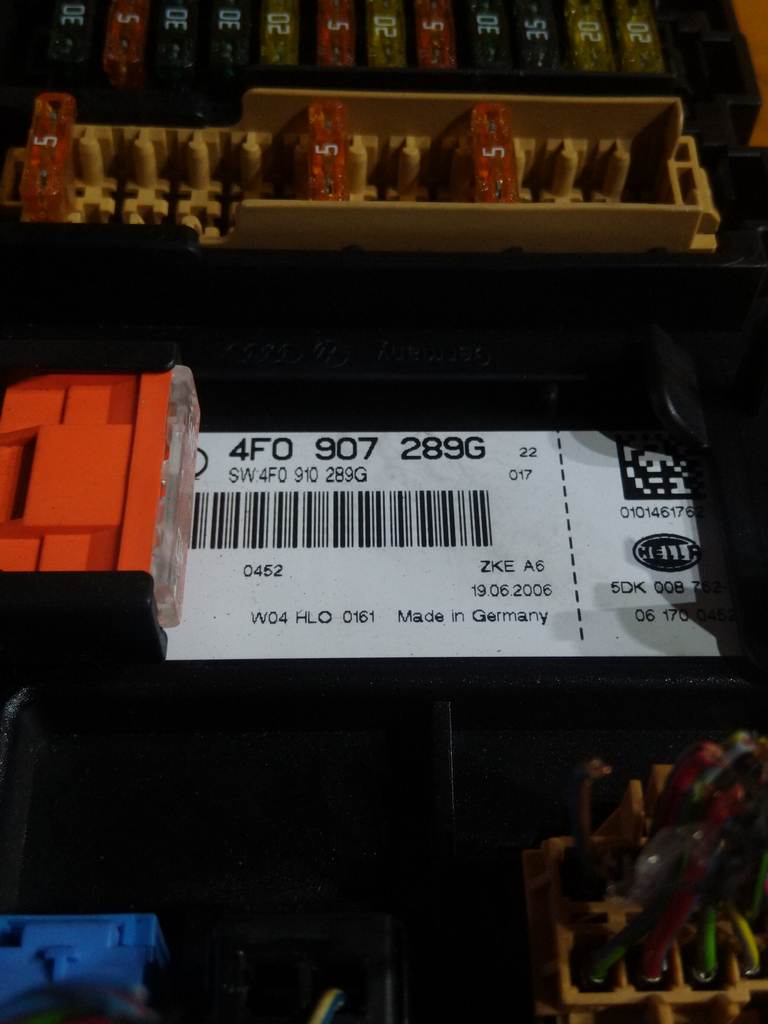 30 5 30 30 20 5 20 5 30 35 20 20
5 5 5
Germany
4F0 907 289G 22
SW:4F0 910 289G 017
0101461762
HELLA
0452 ZKE A6
19.06.2006 5DK 008 762-
W04 HLO 0161 Made in Germany 06 170 0452